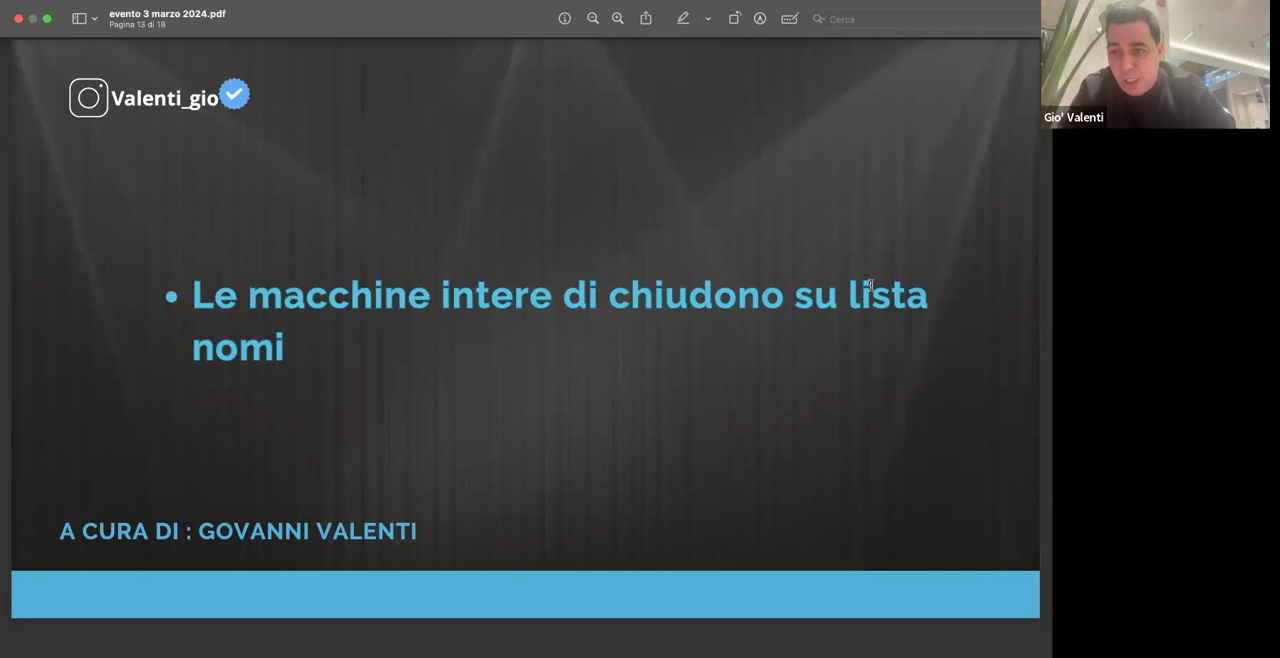 evento 3 marzo 2024.pdf
Pagina 13 di 18
Cerca
Valenti_gio
Gio' Valenti
• Le macchine intere di chiudono su lista
nomi
A CURA DI : GOVANNI VALENTI